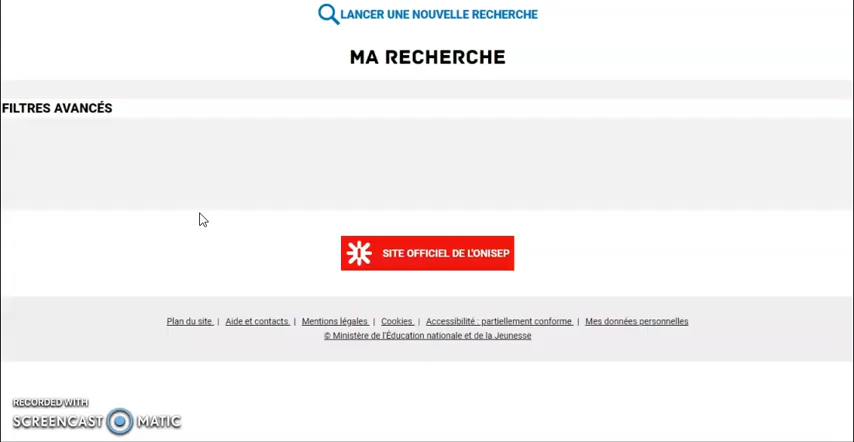 LANCER UNE NOUVELLE RECHERCHE
MA RECHERCHE
FILTRES AVANCÉS
SITE OFFICIEL DE L'ONISEP
Plan du site | Aide et contacts | Mentions légales | Cookies | Accessibilité : partiellement conforme | Mes données personnelles
© Ministère de l'Éducation nationale et de la Jeunesse
RECORDED WITH
SCREENCAST MATIC